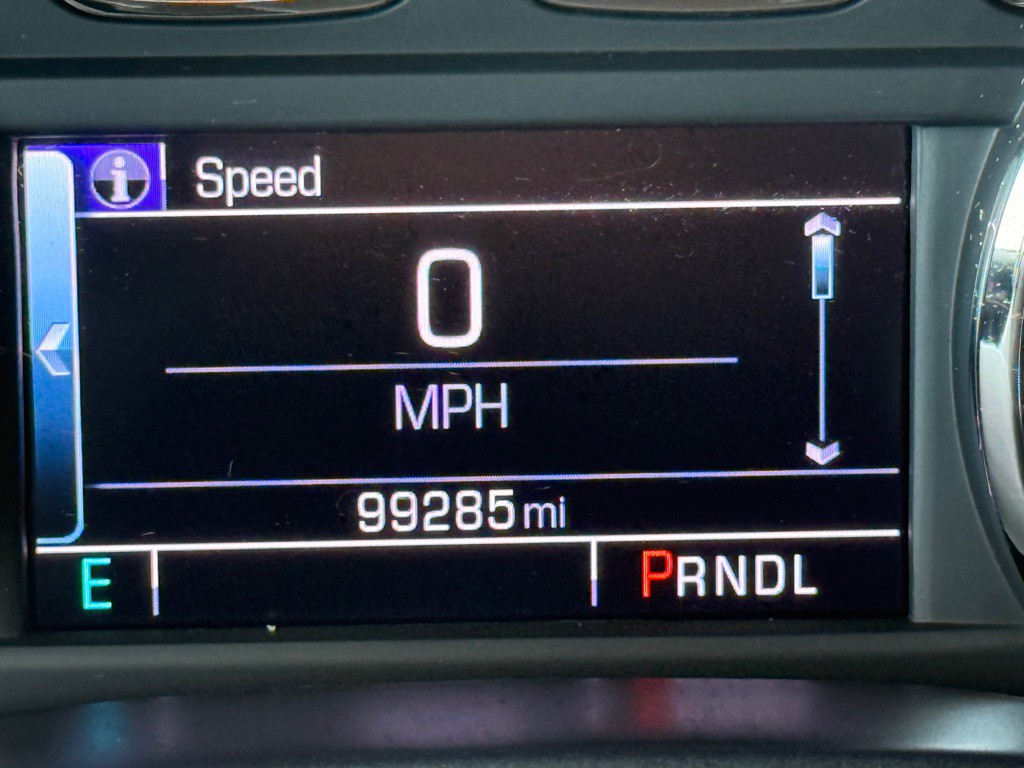 Speed
0
MPH
99285 mi
E PRNDL